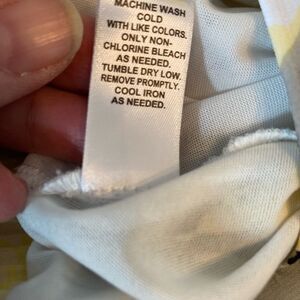 MACHINE WASH
COLD
WITH LIKE COLORS.
ONLY NON-
CHLORINE BLEACH
AS NEEDED.
TUMBLE DRY LOW.
REMOVE PROMPTLY.
COOL IRON
AS NEEDED.